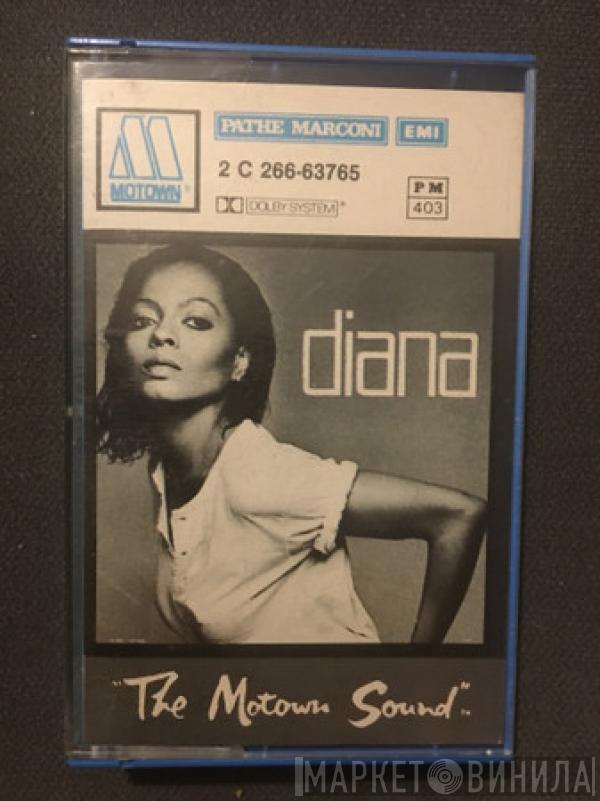 PATHE MARCONI EMI
2 C 266-63765
MOTOWN®
DOLBY SYSTEM®
PM
403
diana
"The Motown Sound"
МАРКЕТ ВИНИЛА